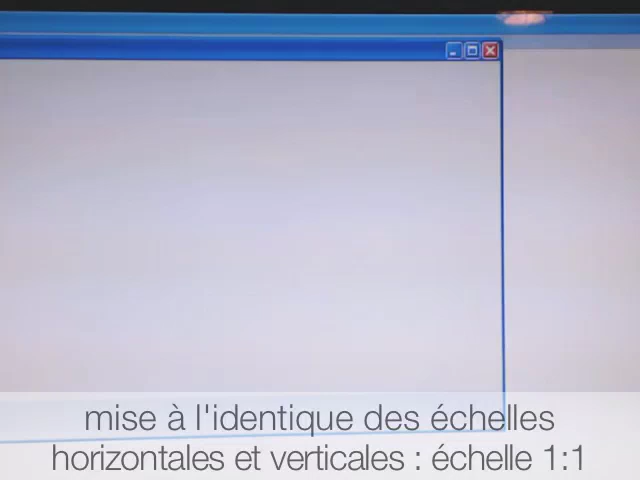 mise à l'identique des échelles
horizontales et verticales : échelle 1:1